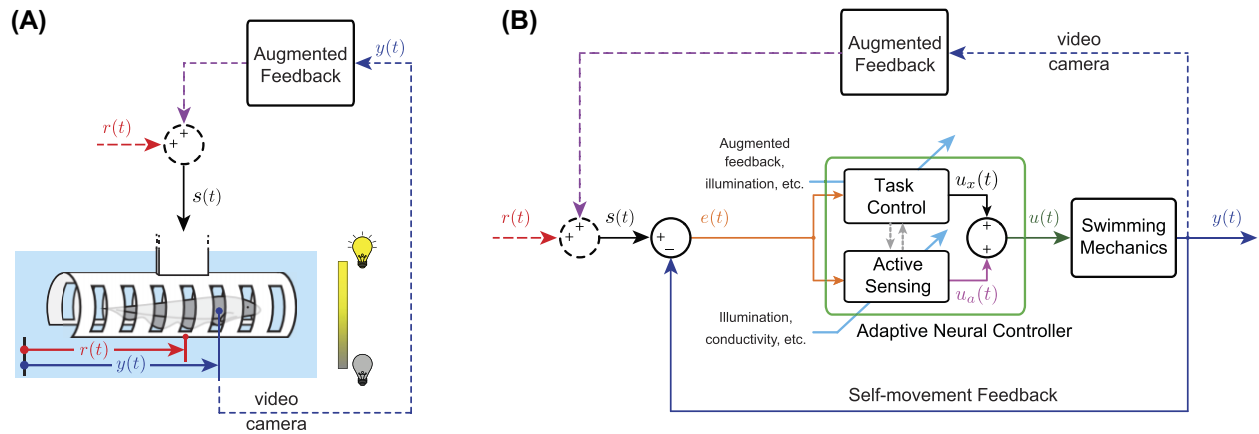 (A)
Augmented
Feedback
y(t)
r(t)
+
+
s(t)
r(t)
y(t)
video
camera
(B)
Augmented
Feedback
video
camera
Augmented
feedback,
illumination, etc.
Task
Control
u_x(t)
r(t)
+
+
s(t)
+
−
e(t)
+
+
u(t)
Swimming
Mechanics
y(t)
Active
Sensing
u_a(t)
Illumination,
conductivity, etc.
Adaptive Neural Controller
Self-movement Feedback